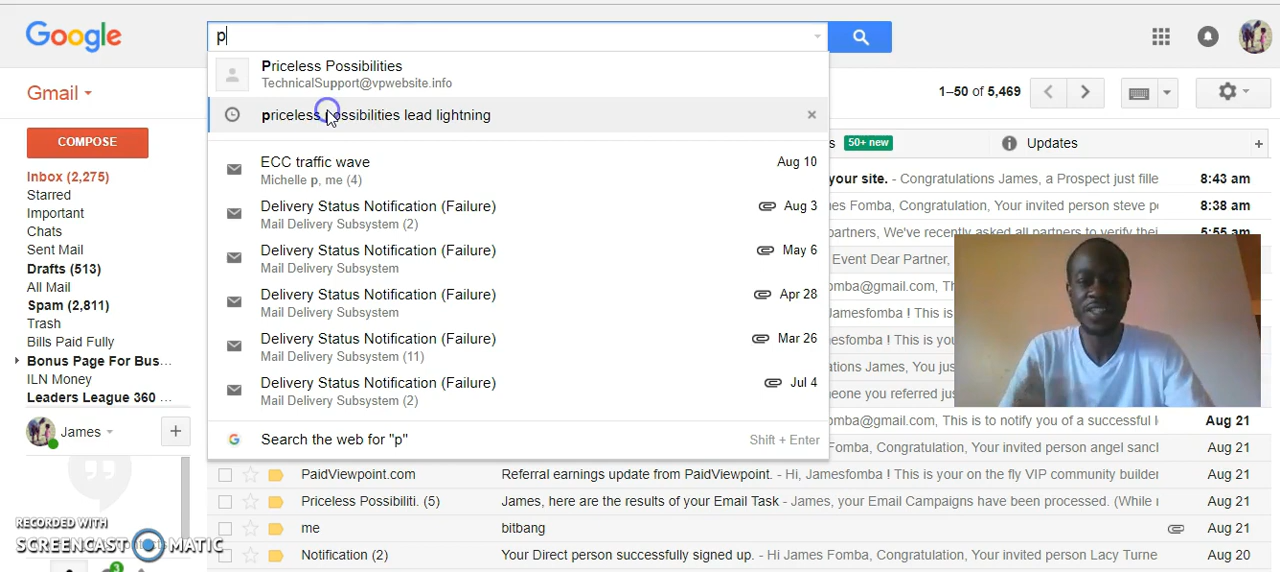 Google
p
Priceless Possibilities
TechnicalSupport@vpwebsite.info
priceless possibilities lead lightning
×
ECC traffic wave
Aug 10
Michelle p, me (4)
Delivery Status Notification (Failure)
Aug 3
Mail Delivery Subsystem (2)
Delivery Status Notification (Failure)
May 6
Mail Delivery Subsystem
Delivery Status Notification (Failure)
Apr 28
Mail Delivery Subsystem
Delivery Status Notification (Failure)
Mar 26
Mail Delivery Subsystem (11)
Delivery Status Notification (Failure)
Jul 4
Mail Delivery Subsystem (2)
Search the web for "p"
Shift + Enter
Gmail
COMPOSE
Inbox (2,275)
Starred
Important
Chats
Sent Mail
Drafts (513)
All Mail
Spam (2,811)
Trash
Bills Paid Fully
Bonus Page For Bus...
ILN Money
Leaders League 360 ...
James
+
1–50 of 5,469
50+ new
Updates
+
your site. - Congratulations James, a Prospect just fille
8:43 am
Fomba, Congratulation, Your invited person steve
8:38 am
partners, We've recently asked all partners to verify
5:55 am
Event Dear Partner,
mba@gmail.com,
Jamesfomba ! This is
! This is
James, You
you referred
mba@gmail.com, This is to notify you of a successful
Aug 21
Fomba, Congratulation, Your invited person angel
Aug 21
PaidViewpoint.com
Referral earnings update from PaidViewpoint. - Hi, Jamesfomba ! This is your on the fly VIP community builder
Aug 21
Priceless Possibiliti. (5)
James, here are the results of your Email Task - James, your Email Campaigns have been processed. (While
Aug 21
me
bitbang
Aug 21
Notification (2)
Your Direct person successfully signed up. - Hi James Fomba, Congratulation, Your invited person Lacy Turne
Aug 20
RECORDED WITH
SCREENCAST MATIC
3